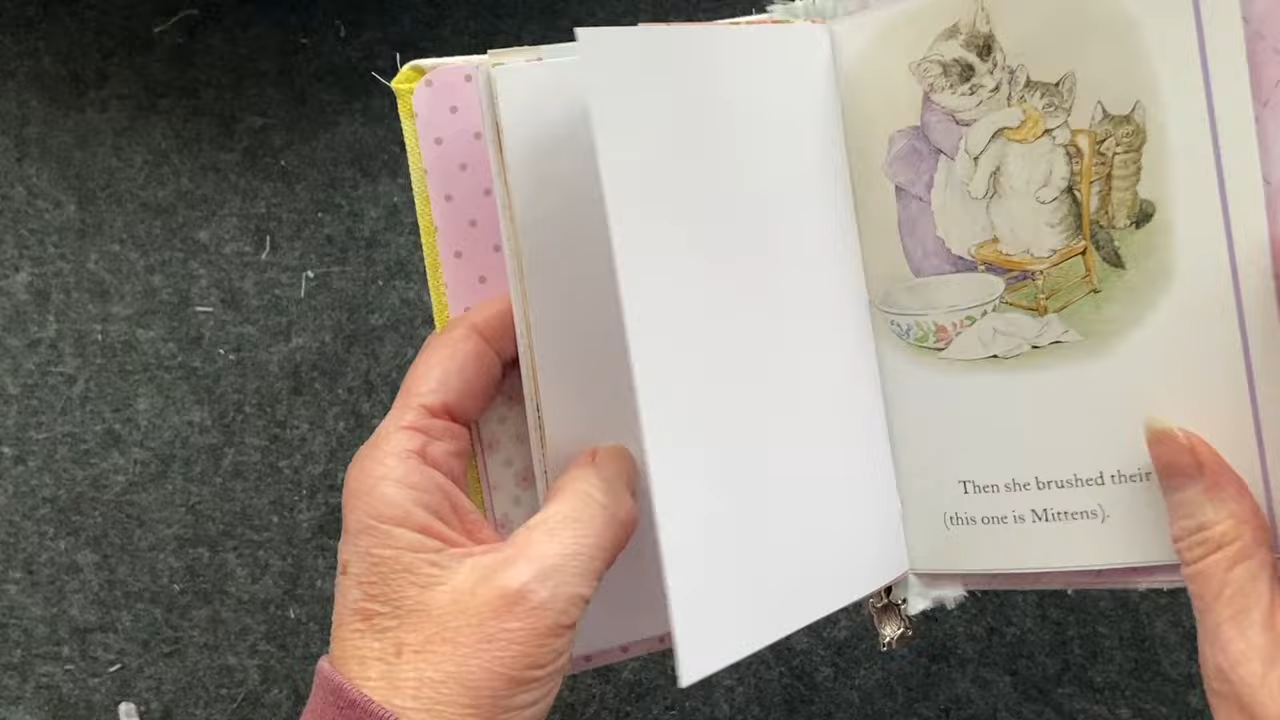 Then she brushed their
(this one is Mittens).